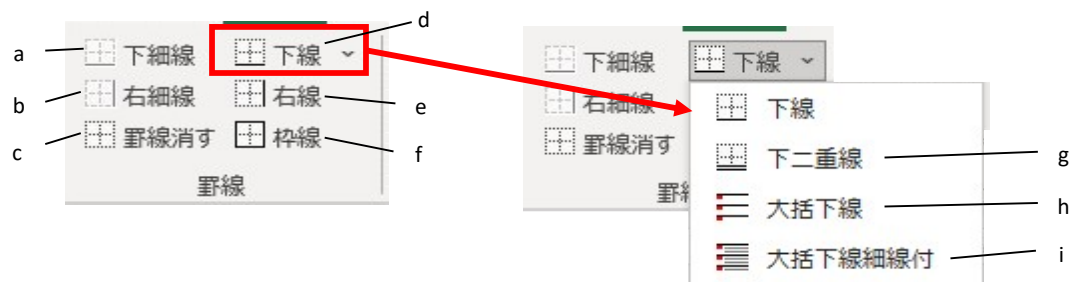 a 下細線 下線 d
b 右細線 右線 e
c 罫線消す 枠線 f
罫線
下細線 下線
右細線 下線
罫線消す 下二重線 g
罫 大括下線 h
大括下線細線付 i